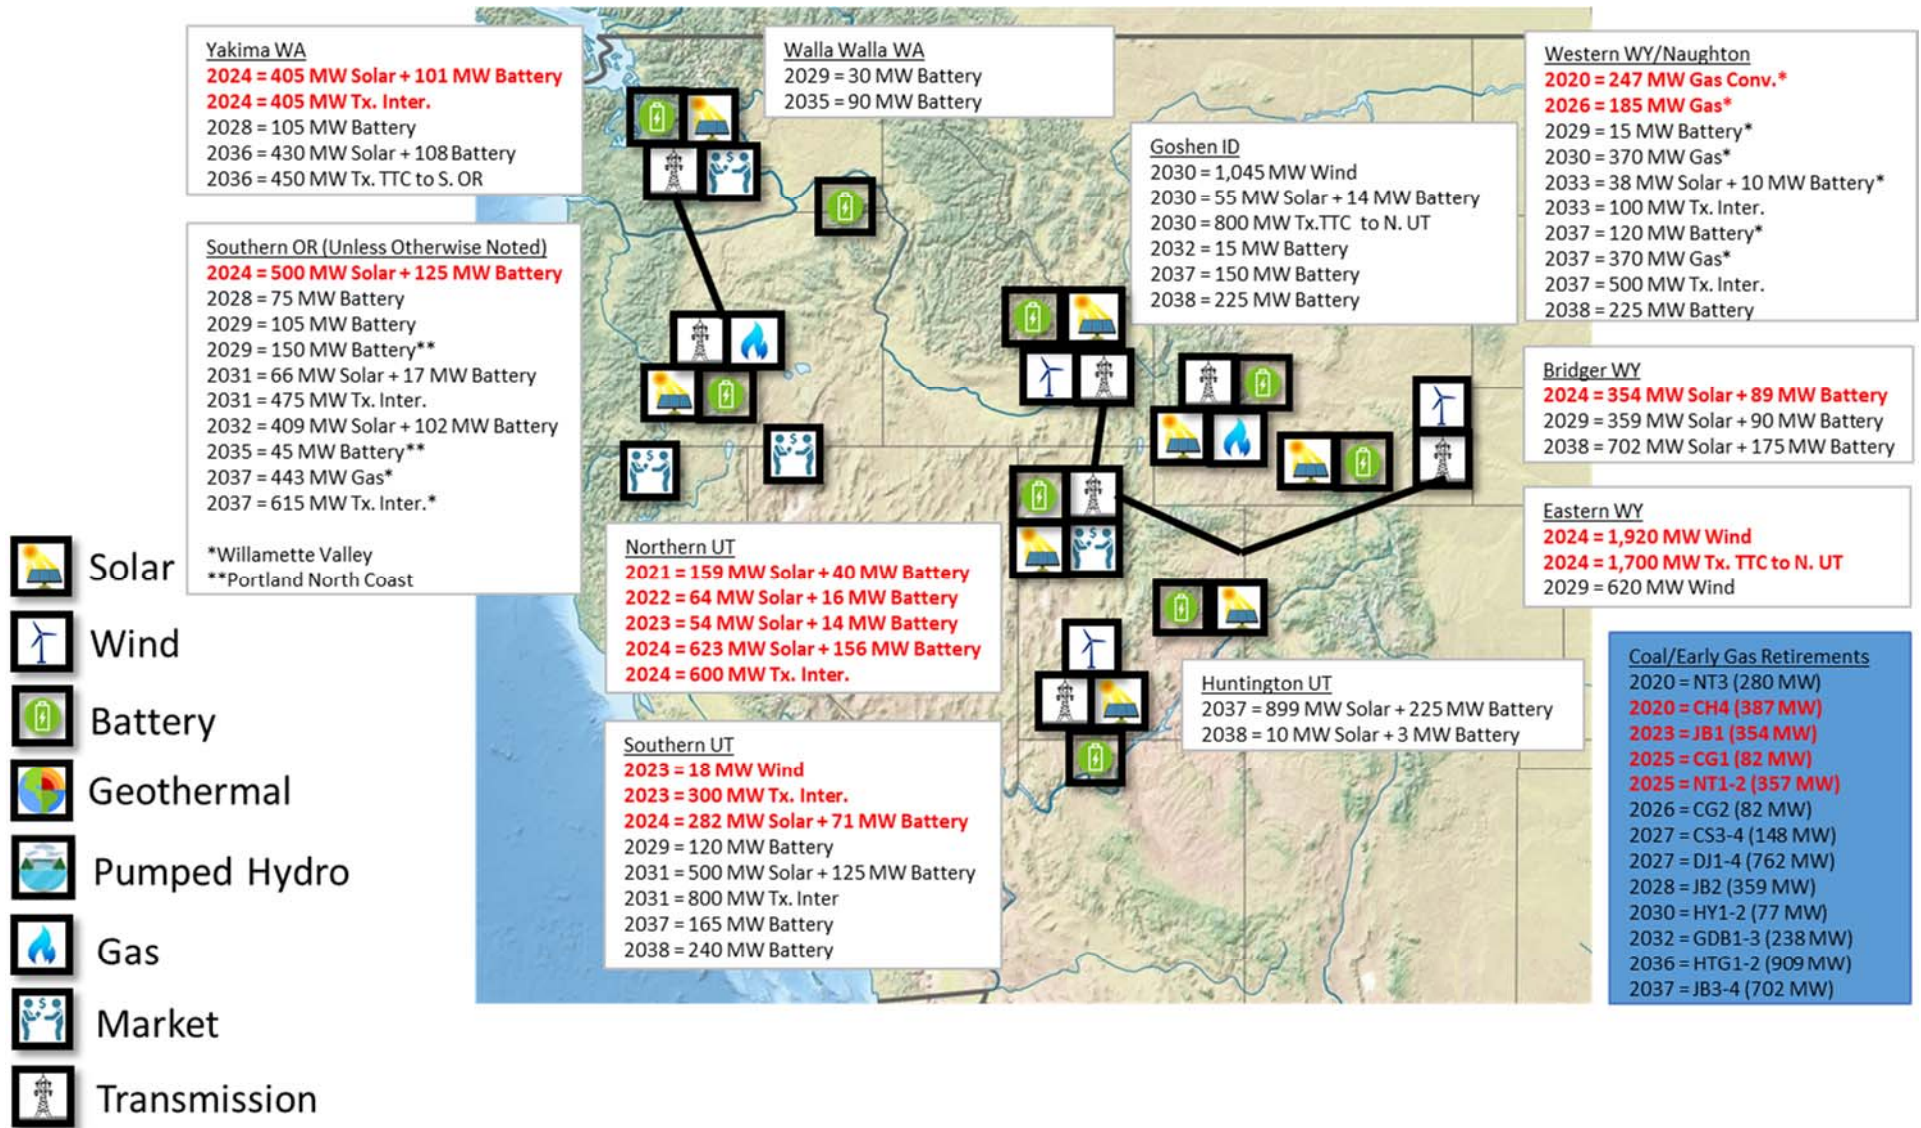 Yakima WA
2024 = 405 MW Solar + 101 MW Battery
2024 = 405 MW Tx. Inter.
2028 = 105 MW Battery
2036 = 430 MW Solar + 108 Battery
2036 = 450 MW Tx. TTC to S. OR
Walla Walla WA
2029 = 30 MW Battery
2035 = 90 MW Battery
Western WY/Naughton
2020 = 247 MW Gas Conv.*
2026 = 185 MW Gas*
2029 = 15 MW Battery*
2030 = 370 MW Gas*
2033 = 38 MW Solar + 10 MW Battery*
2033 = 100 MW Tx. Inter.
2037 = 120 MW Battery*
2037 = 370 MW Gas*
2037 = 500 MW Tx. Inter.
2038 = 225 MW Battery
Goshen ID
2030 = 1,045 MW Wind
2030 = 55 MW Solar + 14 MW Battery
2030 = 800 MW Tx.TTC to N. UT
2032 = 15 MW Battery
2037 = 150 MW Battery
2038 = 225 MW Battery
Southern OR (Unless Otherwise Noted)
2024 = 500 MW Solar + 125 MW Battery
2028 = 75 MW Battery
2029 = 105 MW Battery
2029 = 150 MW Battery**
2031 = 66 MW Solar + 17 MW Battery
2031 = 475 MW Tx. Inter.
2032 = 409 MW Solar + 102 MW Battery
2035 = 45 MW Battery**
2037 = 443 MW Gas*
2037 = 615 MW Tx. Inter.*
*Willamette Valley
**Portland North Coast
Bridger WY
2024 = 354 MW Solar + 89 MW Battery
2029 = 359 MW Solar + 90 MW Battery
2038 = 702 MW Solar + 175 MW Battery
Eastern WY
2024 = 1,920 MW Wind
2024 = 1,700 MW Tx. TTC to N. UT
2029 = 620 MW Wind
Northern UT
2021 = 159 MW Solar + 40 MW Battery
2022 = 64 MW Solar + 16 MW Battery
2023 = 54 MW Solar + 14 MW Battery
2024 = 623 MW Solar + 156 MW Battery
2024 = 600 MW Tx. Inter.
Huntington UT
2037 = 899 MW Solar + 225 MW Battery
2038 = 10 MW Solar + 3 MW Battery
Southern UT
2023 = 18 MW Wind
2023 = 300 MW Tx. Inter.
2024 = 282 MW Solar + 71 MW Battery
2029 = 120 MW Battery
2031 = 500 MW Solar + 125 MW Battery
2031 = 800 MW Tx. Inter
2037 = 165 MW Battery
2038 = 240 MW Battery
Coal/Early Gas Retirements
2020 = NT3 (280 MW)
2020 = CH4 (387 MW)
2023 = JB1 (354 MW)
2025 = CG1 (82 MW)
2025 = NT1-2 (357 MW)
2026 = CG2 (82 MW)
2027 = CS3-4 (148 MW)
2027 = DJ1-4 (762 MW)
2028 = JB2 (359 MW)
2030 = HY1-2 (77 MW)
2032 = GDB1-3 (238 MW)
2036 = HTG1-2 (909 MW)
2037 = JB3-4 (702 MW)
Solar
Wind
Battery
Geothermal
Pumped Hydro
Gas
Market
Transmission